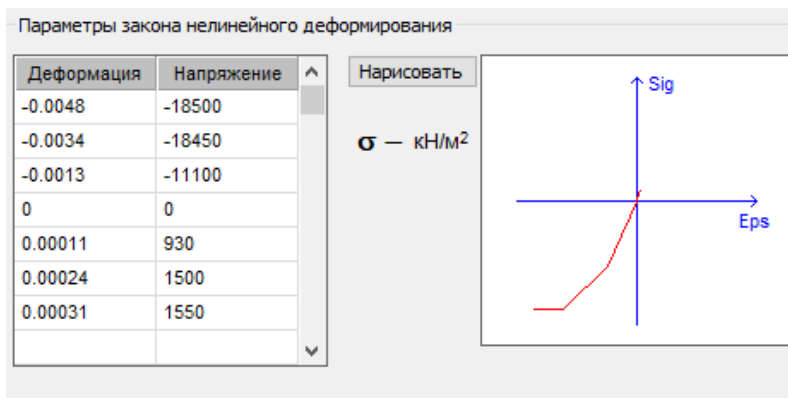 Параметры закона нелинейного деформирования
Деформация Напряжение
-0.0048 -18500
-0.0034 -18450
-0.0013 -11100
0 0
0.00011 930
0.00024 1500
0.00031 1550
Нарисовать
σ — кН/м²
Sig
Eps